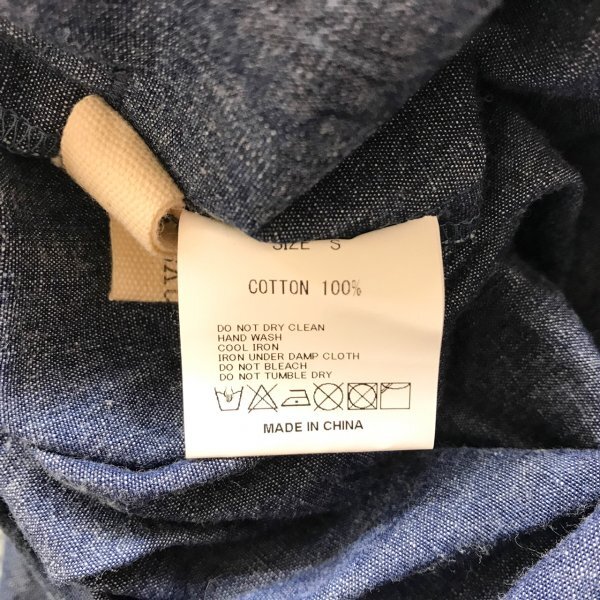 SIZE S
COTTON 100%
DO NOT DRY CLEAN
HAND WASH
COOL IRON
IRON UNDER DAMP CLOTH
DO NOT BLEACH
DO NOT TUMBLE DRY
MADE IN CHINA